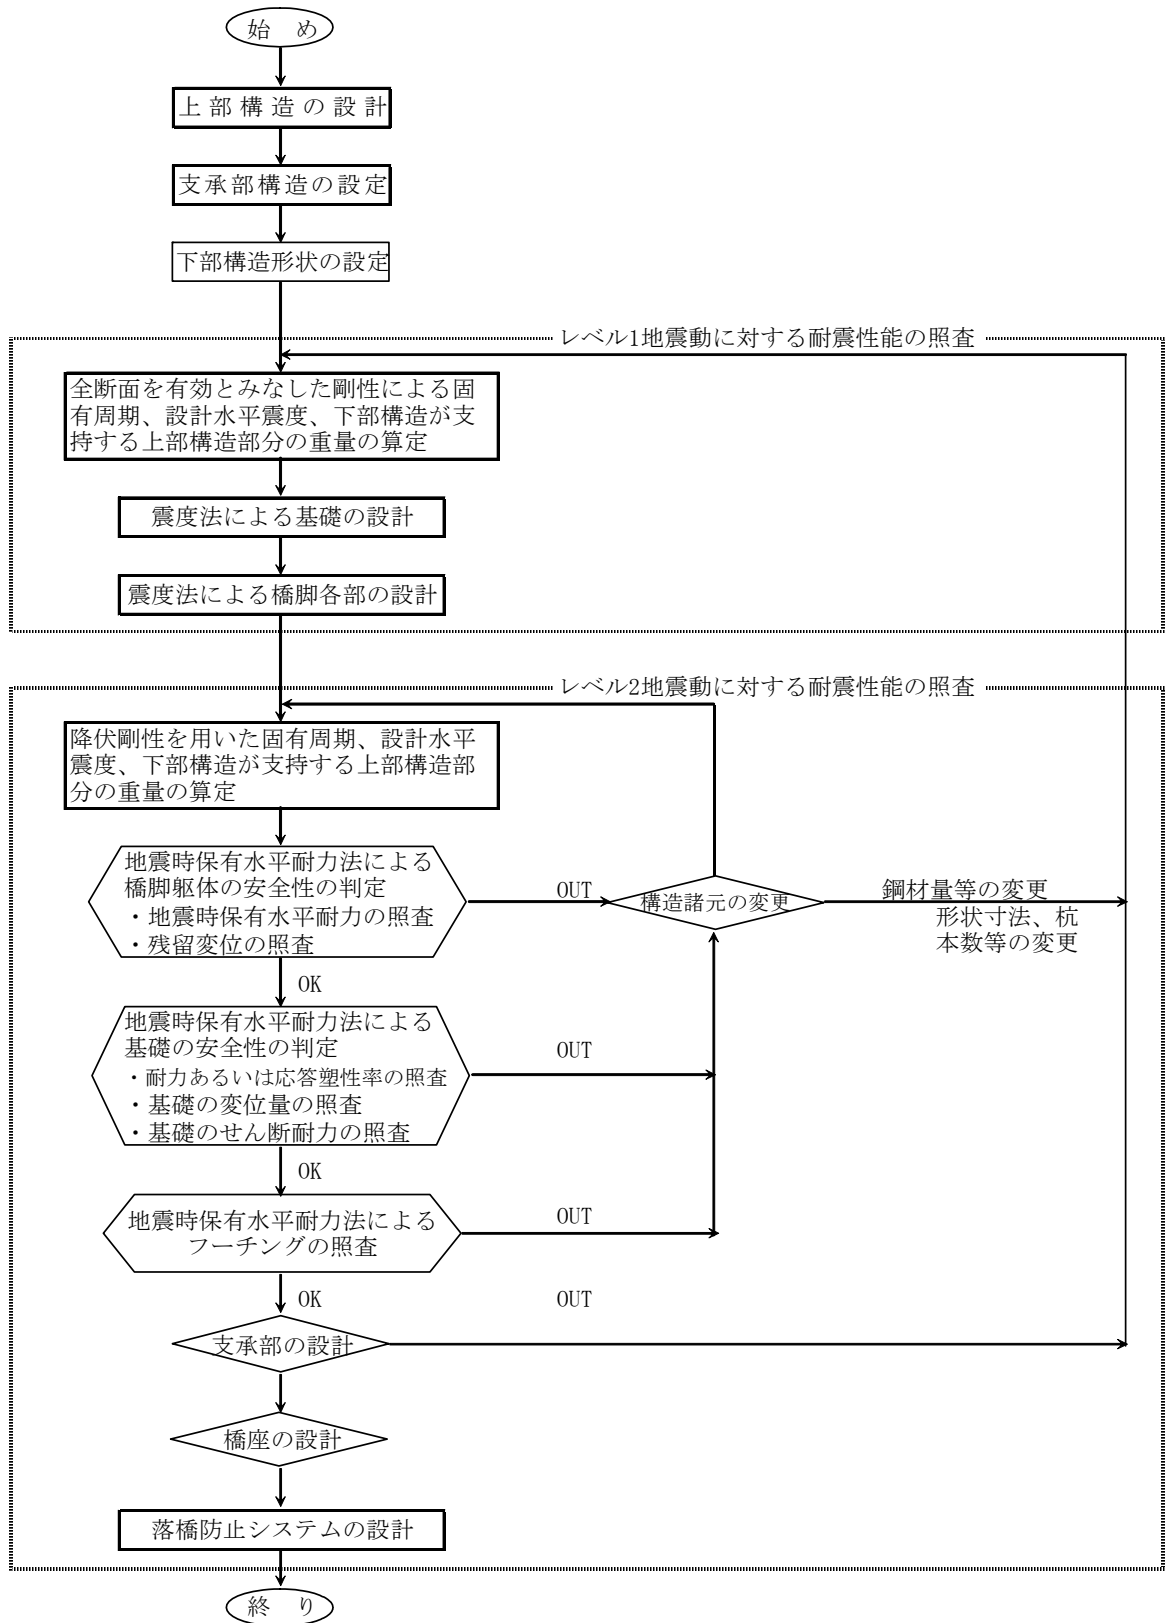 始　め
上部構造の設計
支承部構造の設定
下部構造形状の設定
レベル1地震動に対する耐震性能の照査
全断面を有効とみなした剛性による固
有周期、設計水平震度、下部構造が支
持する上部構造部分の重量の算定
震度法による基礎の設計
震度法による橋脚各部の設計
レベル2地震動に対する耐震性能の照査
降伏剛性を用いた固有周期、設計水平
震度、下部構造が支持する上部構造部
分の重量の算定
地震時保有水平耐力法による
橋脚躯体の安全性の判定
・地震時保有水平耐力の照査
・残留変位の照査
OUT
構造諸元の変更
鋼材量等の変更
形状寸法、杭
本数等の変更
OK
地震時保有水平耐力法による
基礎の安全性の判定
・耐力あるいは応答塑性率の照査
・基礎の変位量の照査
・基礎のせん断耐力の照査
OUT
OK
地震時保有水平耐力法による
フーチングの照査
OUT
OK
OUT
支承部の設計
橋座の設計
落橋防止システムの設計
終　り